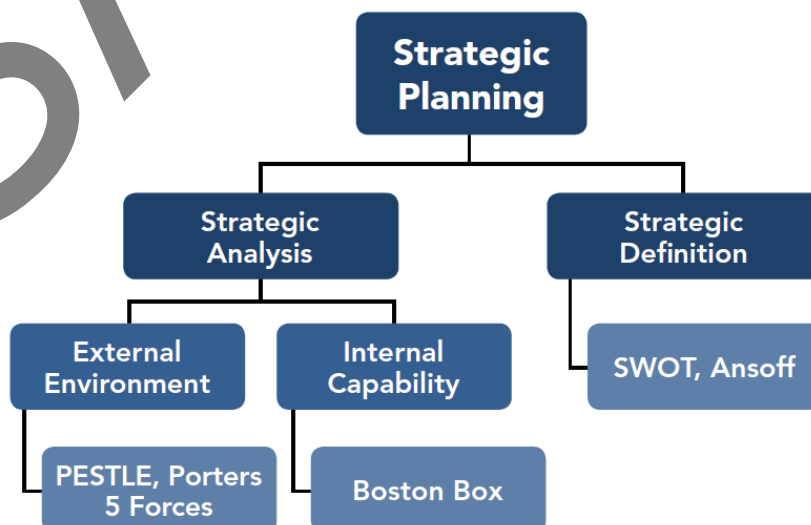 Strategic
Planning
Strategic
Analysis
Strategic
Definition
External
Environment
Internal
Capability
SWOT, Ansoff
PESTLE, Porters
5 Forces
Boston Box